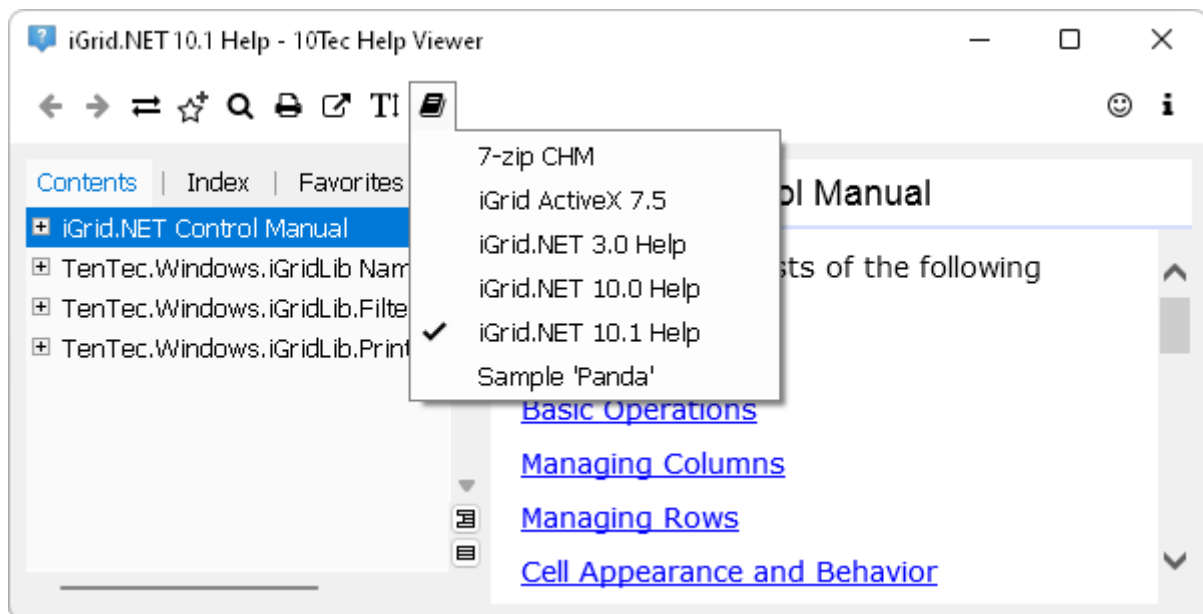 iGrid.NET 10.1 Help - 10Tec Help Viewer
Contents | Index | Favorites
iGrid.NET Control Manual
TenTec.Windows.iGridLib Nam
TenTec.Windows.iGridLib.Filte
TenTec.Windows.iGridLib.Print
7-zip CHM
iGrid ActiveX 7.5
iGrid.NET 3.0 Help
iGrid.NET 10.0 Help
iGrid.NET 10.1 Help
Sample 'Panda'
ol Manual
sts of the following
Basic Operations
Managing Columns
Managing Rows
Cell Appearance and Behavior